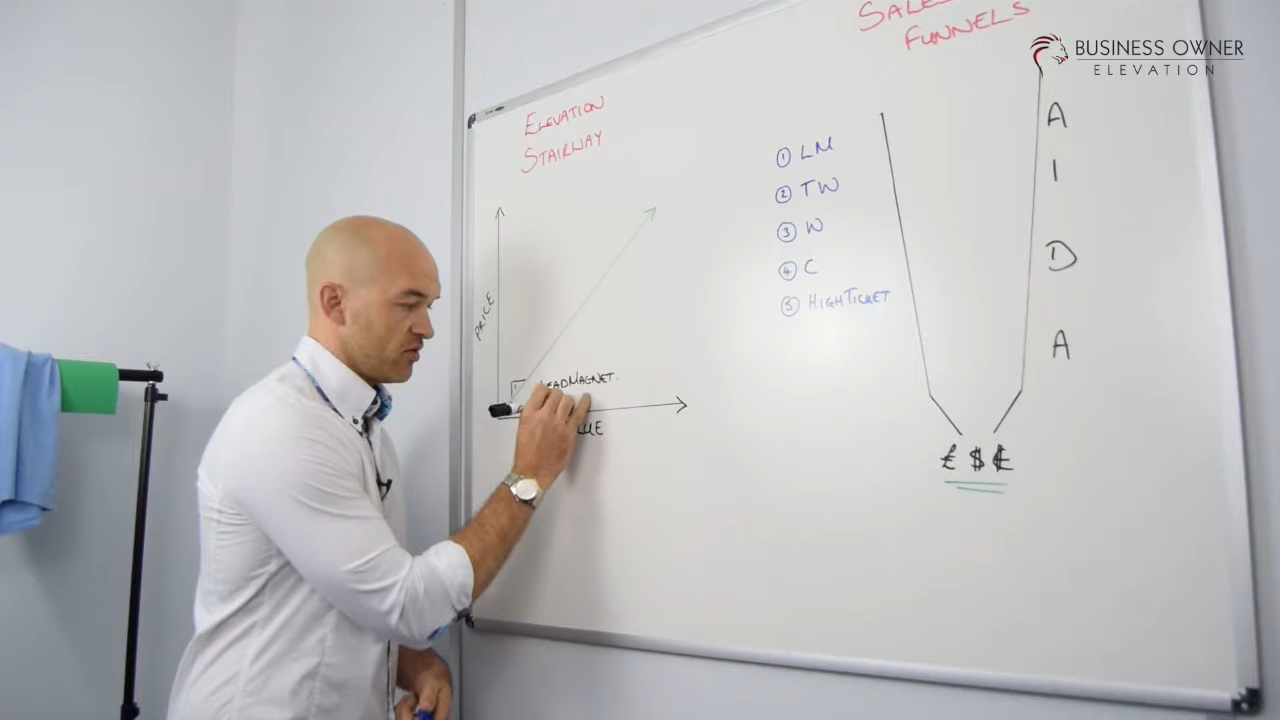 SALES
FUNNELS
BUSINESS OWNER
ELEVATION
ELEVATION
STAIRWAY
PRICE
LEAD MAGNET.
① LM
② TW
③ W
④ C
⑤ HIGH TICKET
A
I
D
A
£ $ €